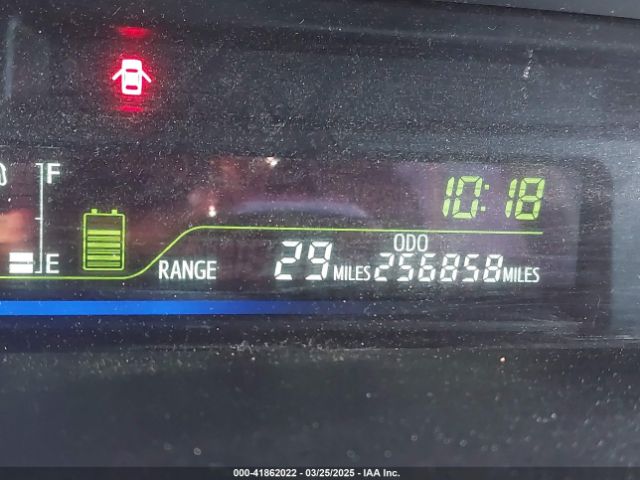 F
10:18
ODO
E
RANGE 29 MILES 256858 MILES
000-41862022 - 03/25/2025 - IAA Inc.